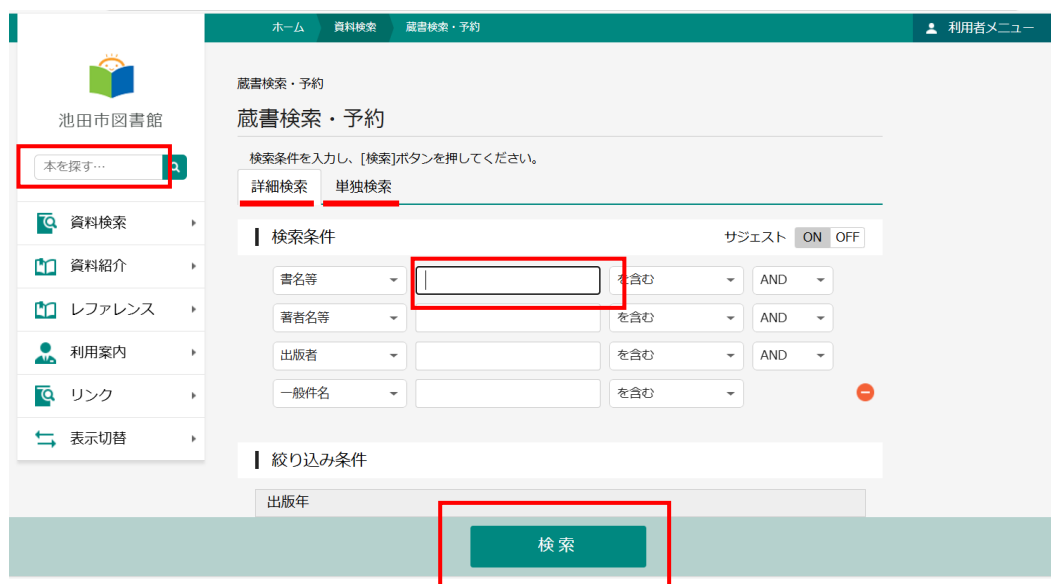 ホーム 資料検索 蔵書検索・予約 利用者メニュー
池田市図書館
本を探す…
資料検索
資料紹介
レファレンス
利用案内
リンク
表示切替
蔵書検索・予約
蔵書検索・予約
検索条件を入力し、[検索]ボタンを押してください。
詳細検索 単独検索
検索条件 サジェスト ON OFF
書名等 を含む AND
著者名等 を含む AND
出版者 を含む AND
一般件名 を含む
絞り込み条件
出版年
検索